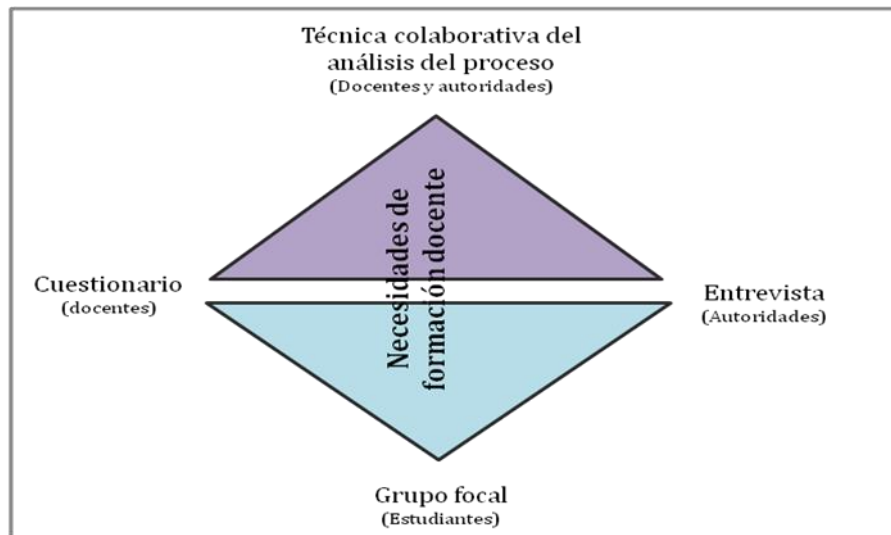 Técnica colaborativa del
análisis del proceso
(Docentes y autoridades)
Necesidades de
formación docente
Cuestionario
(docentes)
Entrevista
(Autoridades)
Grupo focal
(Estudiantes)